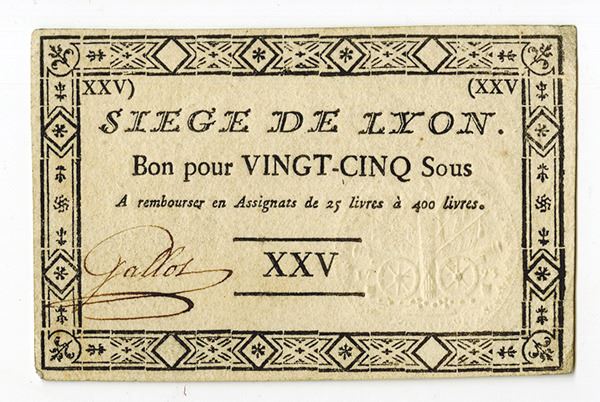 XXV) (XXV
SIEGE DE LYON.
Bon pour VINGT-CINQ Sous
A rembourser en Assignats de 25 livres à 400 livres.
XXV
Gallot